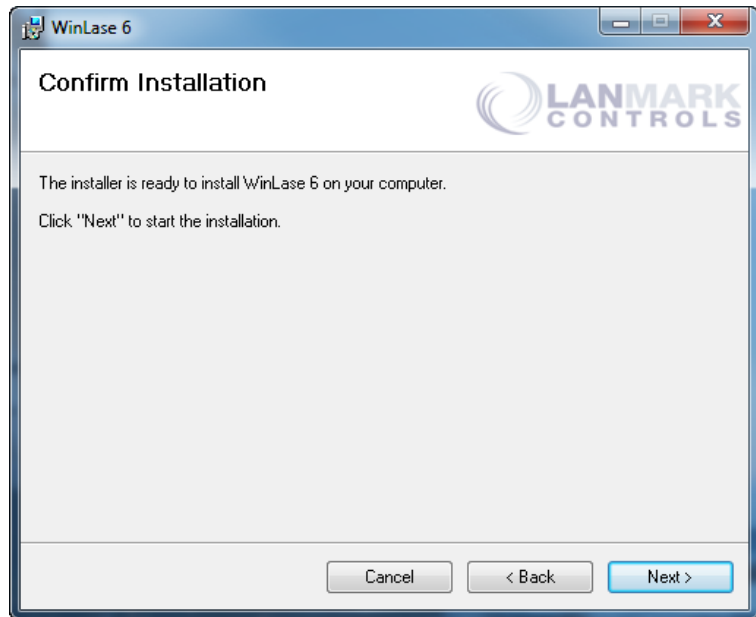 WinLase 6
Confirm Installation
LANMARK
CONTROLS
The installer is ready to install WinLase 6 on your computer.
Click "Next" to start the installation.
Cancel
< Back
Next >